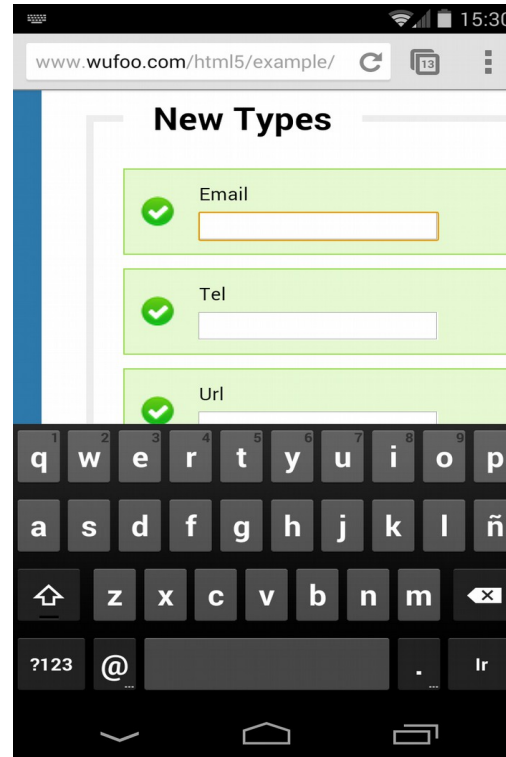 15:30
www.wufoo.com/html5/example/ 13
New Types
Email
Tel
Url
1 2 3 4 5 6 7 8 9
q w e r t y u i o p
a s d f g h j k l ñ
z x c v b n m
?123 @ . Ir